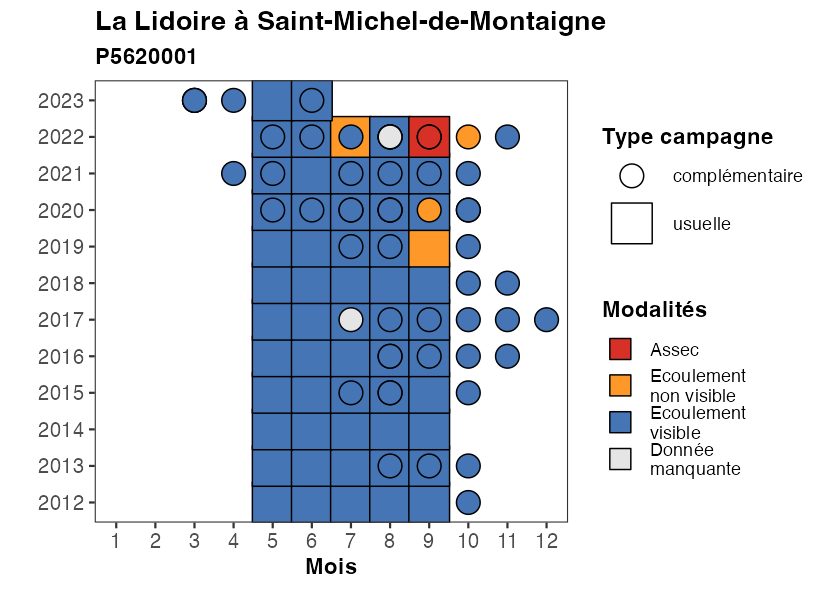 La Lidoire à Saint-Michel-de-Montaigne
P5620001
2023
2022
2021
2020
2019
2018
2017
2016
2015
2014
2013
2012
1 2 3 4 5 6 7 8 9 10 11 12
Mois
Type campagne
complémentaire
usuelle
Modalités
Assec
Ecoulement
non visible
Ecoulement
visible
Donnée
manquante